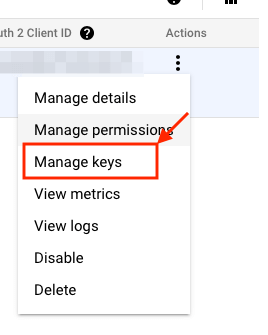 uth 2 Client ID ? Actions
Manage details
Manage permissions
Manage keys
View metrics
View logs
Disable
Delete